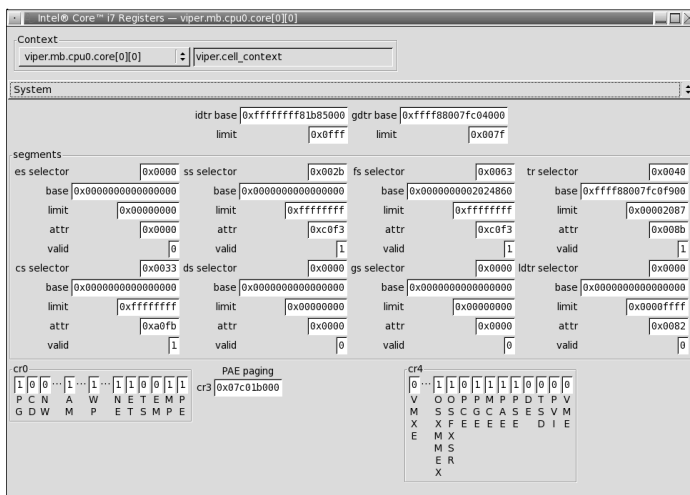 Intel® Core™ i7 Registers — viper.mb.cpu0.core[0][0]
Context
viper.mb.cpu0.core[0][0] viper.cell_context
System
idtr base 0xffffffff81b85000 gdtr base 0xffff88007fc04000
limit 0x0fff limit 0x007f
segments
es selector 0x0000 ss selector 0x002b fs selector 0x0063 tr selector 0x0040
base 0x0000000000000000 base 0x0000000000000000 base 0x0000000002024860 base 0xffff88007fc0f900
limit 0x00000000 limit 0xffffffff limit 0xffffffff limit 0x00002087
attr 0x0000 attr 0xc0f3 attr 0xc0f3 attr 0x008b
valid 0 valid 1 valid 1 valid 1
cs selector 0x0033 ds selector 0x0000 gs selector 0x0000 ldtr selector 0x0000
base 0x0000000000000000 base 0x0000000000000000 base 0x0000000000000000 base 0x0000000000000000
limit 0xffffffff limit 0x00000000 limit 0x00000000 limit 0x0000ffff
attr 0xa0fb attr 0x0000 attr 0x0000 attr 0x0082
valid 1 valid 0 valid 0 valid 0
cr0 PAE paging cr4
1 0 0 ... 1 ... 1 ... 1 1 0 0 1 1 cr3 0x07c01b000 0 ... 1 1 0 1 1 1 1 0 0 0 0
P C N A W N E T E M P V O O P P M P P D T P V
G D W M P E T S M P E M S S C G C A S E S V M
X X F E E E E E D I E
E M X
M S
E R
X